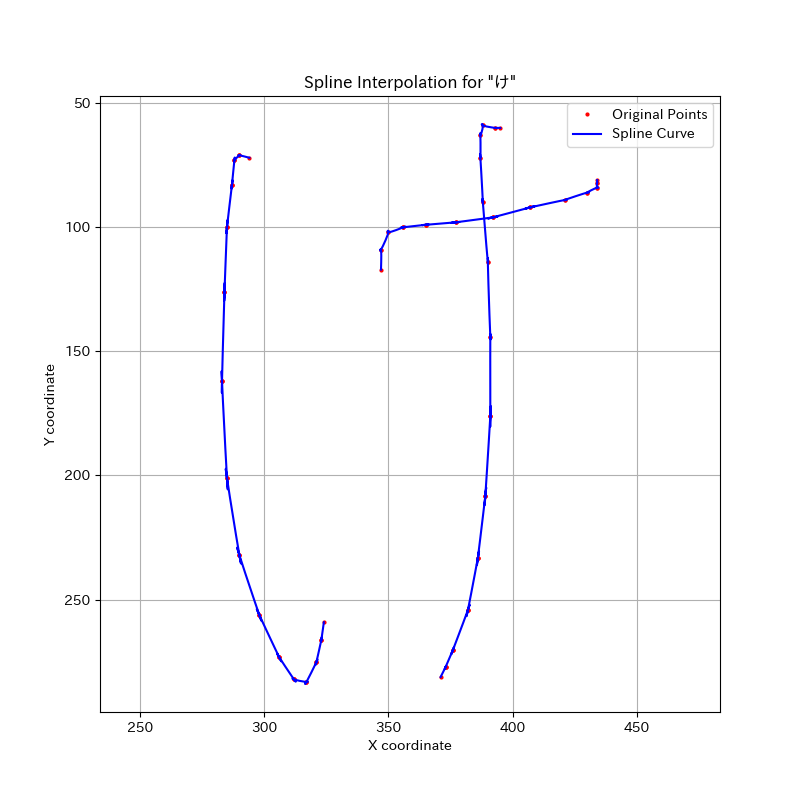 Spline Interpolation for "け"
Original Points
Spline Curve
50
100
150
200
250
Y coordinate
250
300
350
400
450
X coordinate